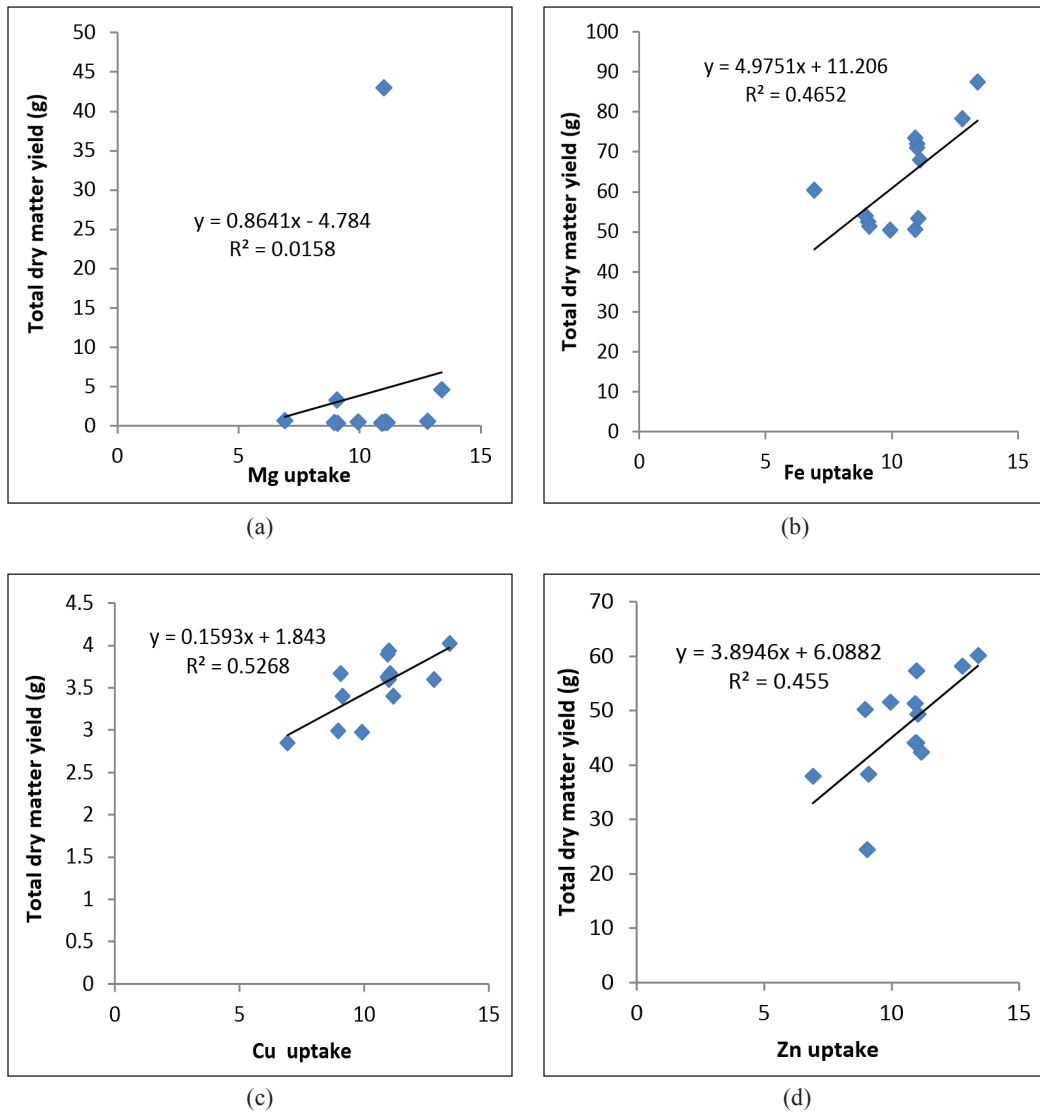 50
45
40
35
30
25
20
15
10
5
0
Total dry matter yield (g)
y = 0.8641x - 4.784
R² = 0.0158
0 5 10 15
Mg uptake
(a)
100
90
80
70
60
50
40
30
20
10
0
Total dry matter yield (g)
y = 4.9751x + 11.206
R² = 0.4652
0 5 10 15
Fe uptake
(b)
4.5
4
3.5
3
2.5
2
1.5
1
0.5
0
Total dry matter yield (g)
y = 0.1593x + 1.843
R² = 0.5268
0 5 10 15
Cu uptake
(c)
70
60
50
40
30
20
10
0
Total dry matter yield (g)
y = 3.8946x + 6.0882
R² = 0.455
0 5 10 15
Zn uptake
(d)